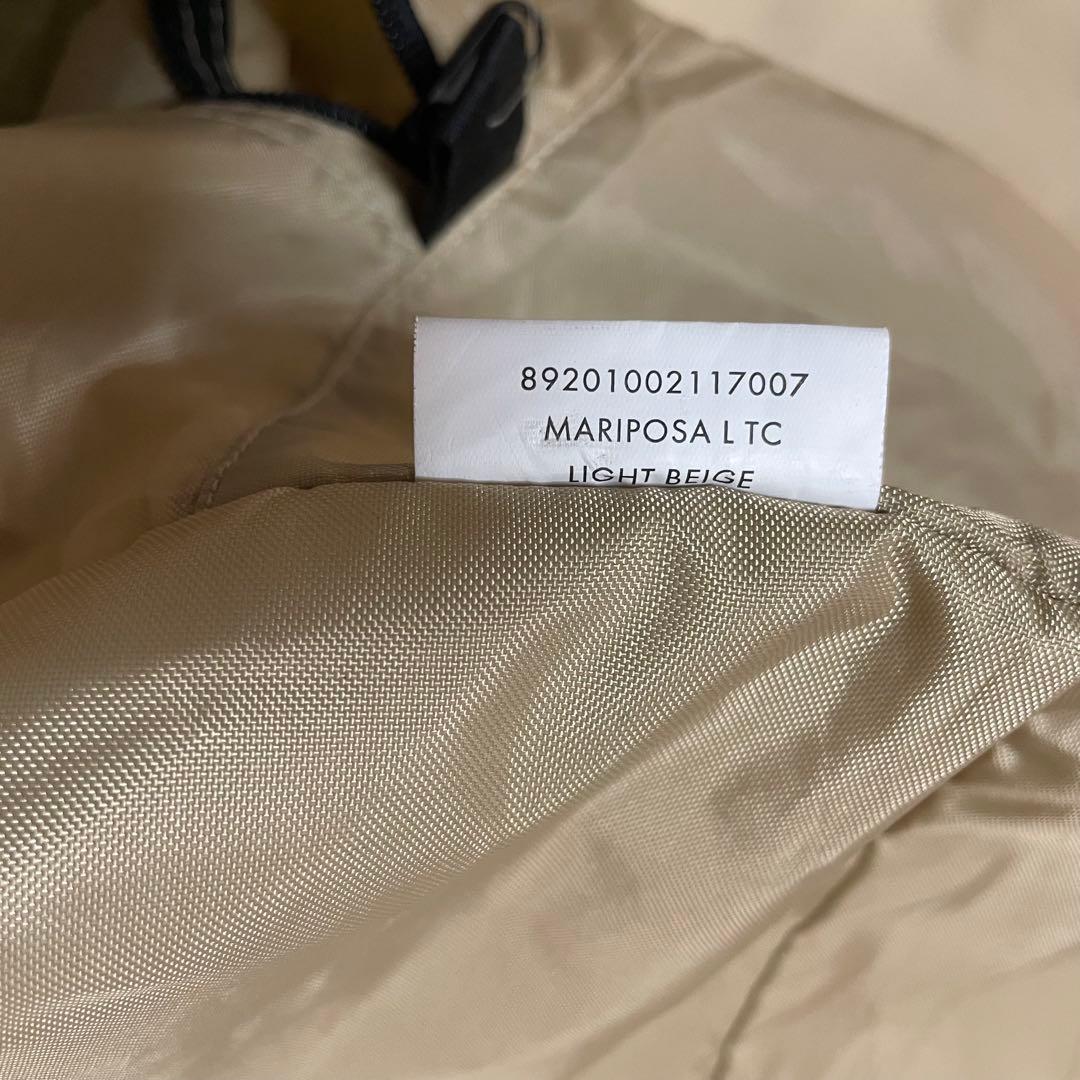 89201002117007
MARIPOSA L TC
LIGHT BEIGE